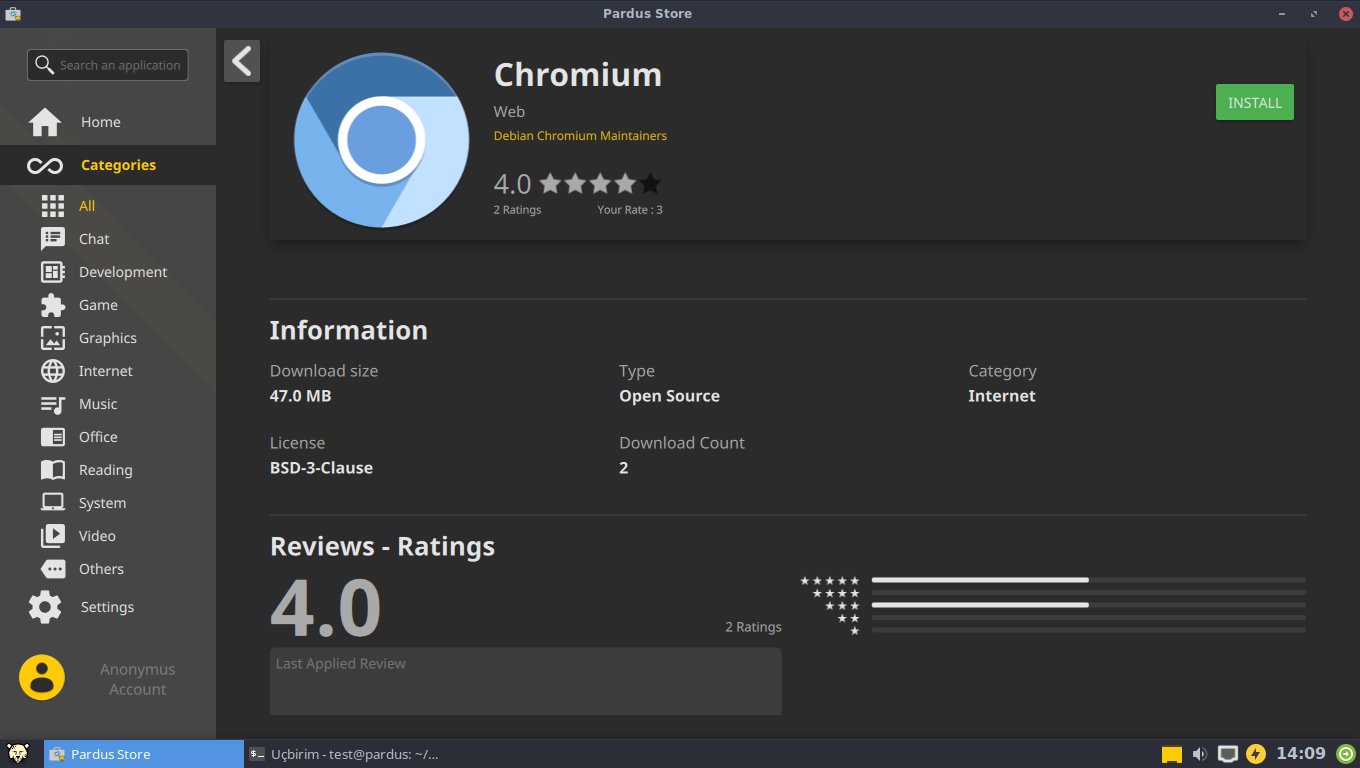 Pardus Store
Search an application
Home
Categories
All
Chat
Development
Game
Graphics
Internet
Music
Office
Reading
System
Video
Others
Settings
Anonymus
Account
Chromium
Web
Debian Chromium Maintainers
INSTALL
4.0
2 Ratings Your Rate : 3
Information
Download size Type Category
47.0 MB Open Source Internet
License Download Count
BSD-3-Clause 2
Reviews - Ratings
4.0
2 Ratings
Last Applied Review
Pardus Store Uçbirim - test@pardus: ~/... 14:09